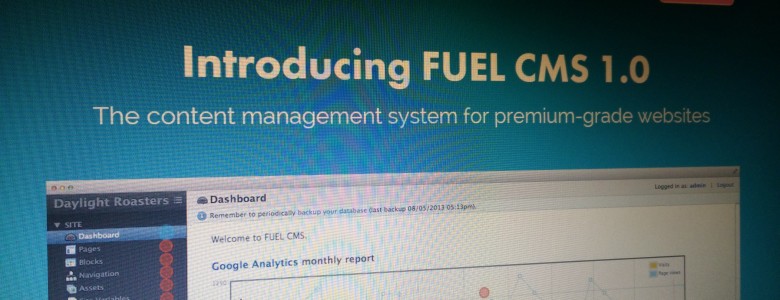 Introducing FUEL CMS 1.0
The content management system for premium-grade websites
Daylight Roasters
Dashboard
Logged in as: admin | Logout
Remember to periodically backup your database (last backup 08/05/2013 05:13pm)
SITE
Dashboard
Welcome to FUEL CMS.
Pages
Blocks
Google Analytics monthly report
Navigation
Assets
Page views